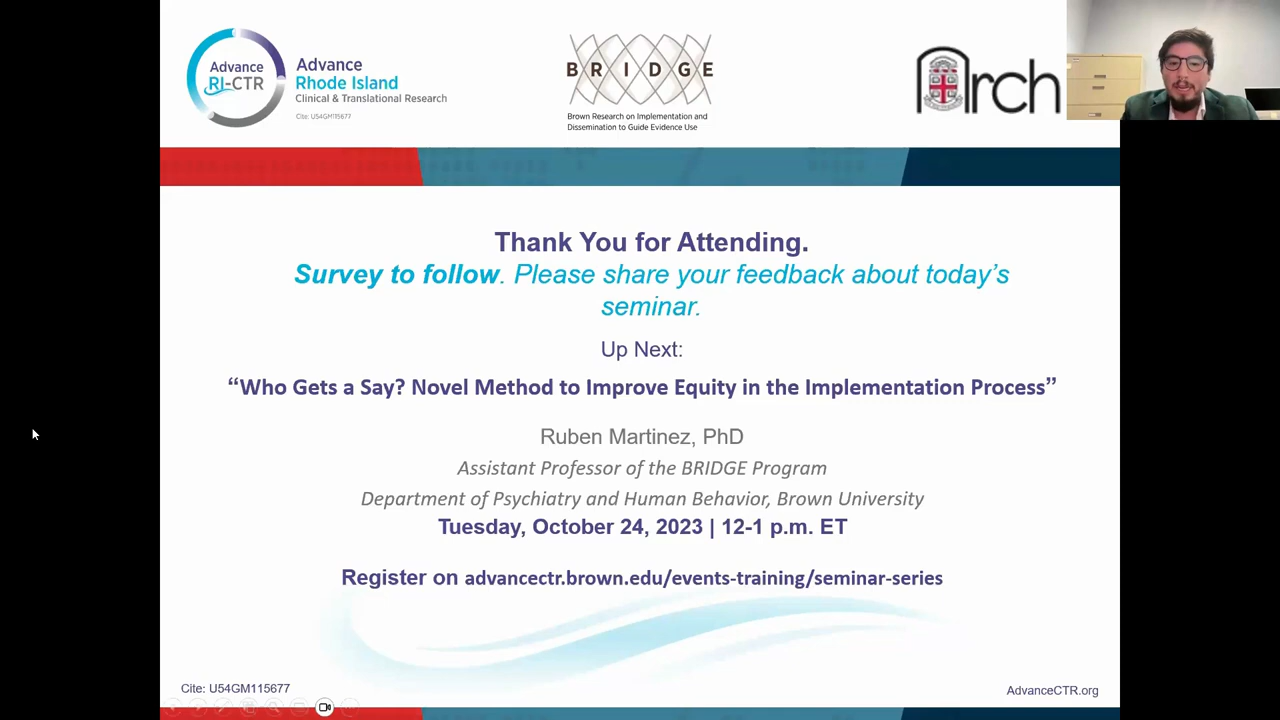 Advance
RI-CTR
Advance
Rhode Island
Clinical & Translational Research
Cite: U54GM115677
BRIDGE
Brown Research on Implementation and
Dissemination to Guide Evidence Use
Arch
Thank You for Attending.
Survey to follow. Please share your feedback about today's
seminar.
Up Next:
“Who Gets a Say? Novel Method to Improve Equity in the Implementation Process”
Ruben Martinez, PhD
Assistant Professor of the BRIDGE Program
Department of Psychiatry and Human Behavior, Brown University
Tuesday, October 24, 2023 | 12-1 p.m. ET
Register on advancectr.brown.edu/events-training/seminar-series
Cite: U54GM115677
AdvanceCTR.org